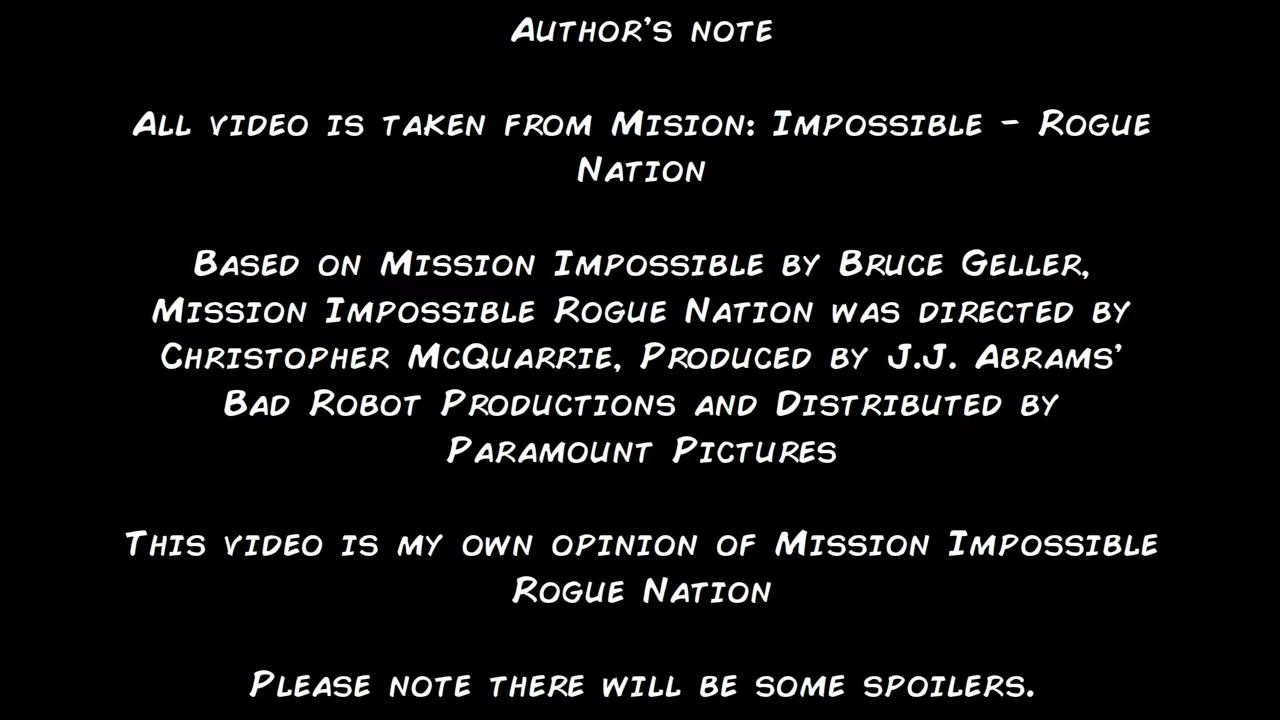 Author's note
All video is taken from Mision: Impossible - Rogue
Nation
Based on Mission Impossible by Bruce Geller,
Mission Impossible Rogue Nation was directed by
Christopher McQuarrie, Produced by J.J. Abrams'
Bad Robot Productions and Distributed by
Paramount Pictures
This video is my own opinion of Mission Impossible
Rogue Nation
Please note there will be some spoilers.